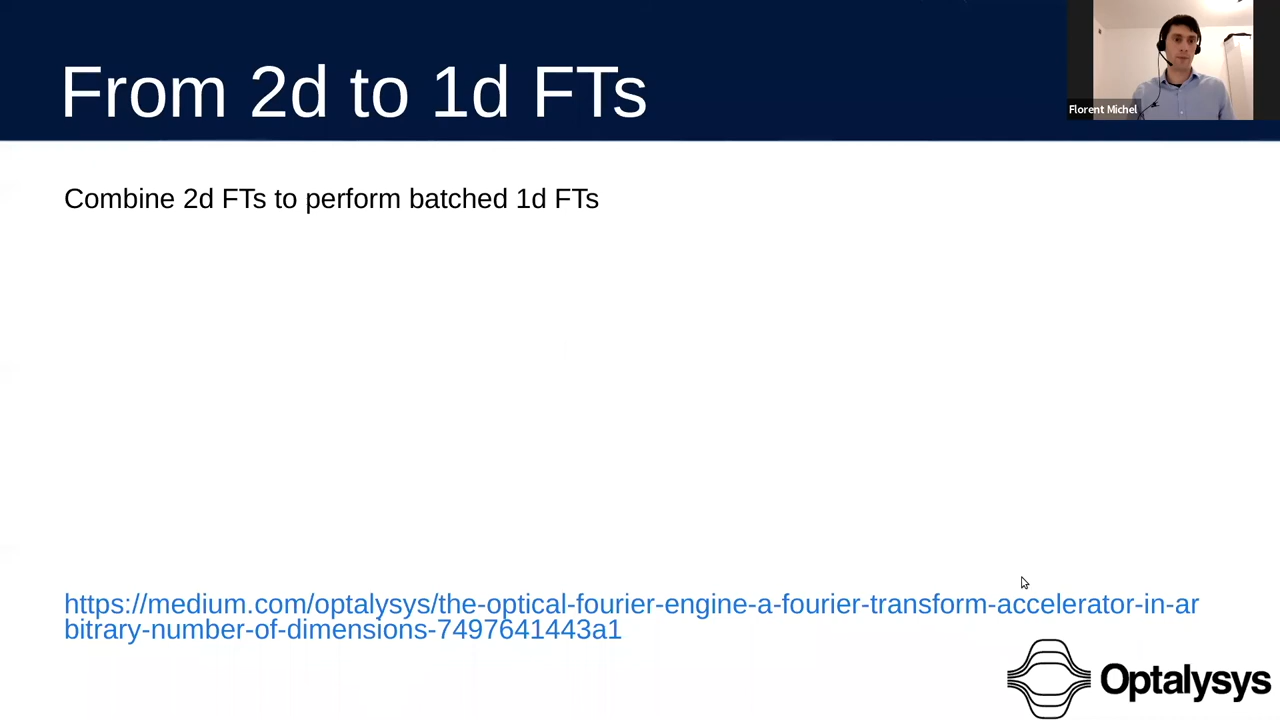 From 2d to 1d FTs
Florent Michel
Combine 2d FTs to perform batched 1d FTs
https://medium.com/optalysys/the-optical-fourier-engine-a-fourier-transform-accelerator-in-ar
bitrary-number-of-dimensions-7497641443a1
Optalysys